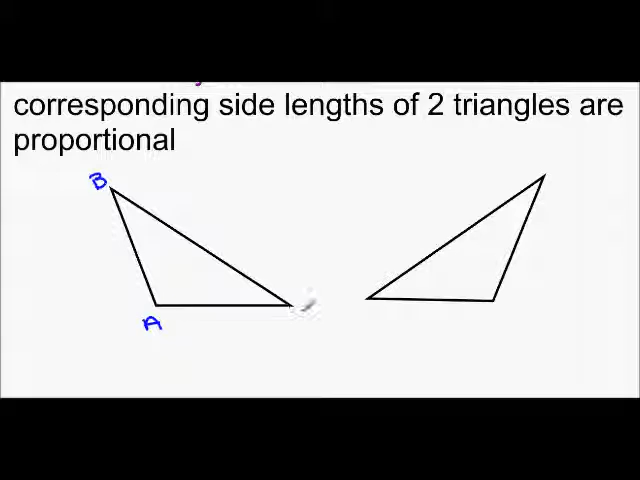 corresponding side lengths of 2 triangles are
proportional
B
A